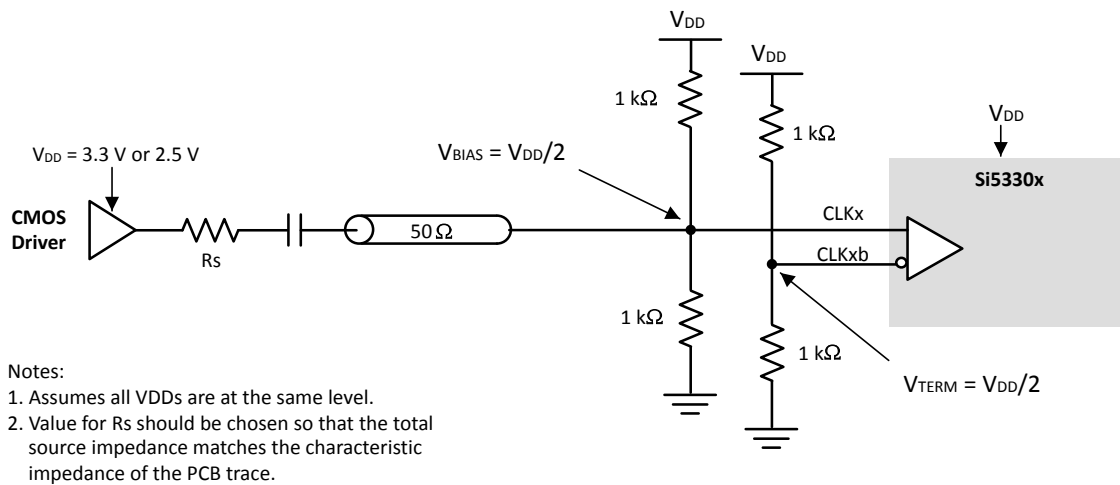 VDD
VDD
1 kΩ
1 kΩ
VDD
VDD = 3.3 V or 2.5 V
VBIAS = VDD/2
Si5330x
CMOS
Driver
Rs
50 Ω
CLKx
CLKxb
1 kΩ
1 kΩ
VTERM = VDD/2
Notes:
1. Assumes all VDDs are at the same level.
2. Value for Rs should be chosen so that the total
source impedance matches the characteristic
impedance of the PCB trace.